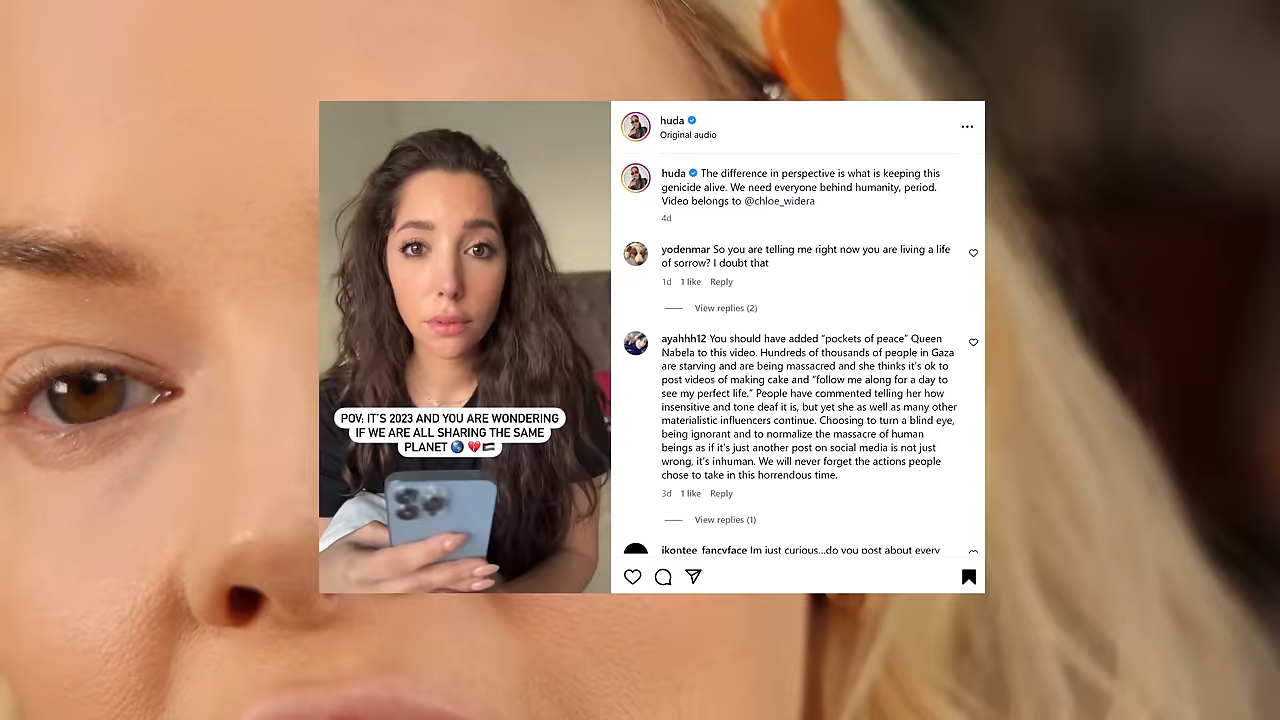 POV: IT'S 2023 AND YOU ARE WONDERING
IF WE ARE ALL SHARING THE SAME
PLANET 🌎 💔🇵🇸
huda
Original audio
huda The difference in perspective is what is keeping this
genicide alive. We need everyone behind humanity, period.
Video belongs to @chloe_widera
4d
yodenmar So you are telling me right now you are living a life
of sorrow? I doubt that
1d 1 like Reply
View replies (2)
ayahhh12 You should have added “pockets of peace” Queen
Nabela to this video. Hundreds of thousands of people in Gaza
are starving and are being massacred and she thinks it’s ok to
post videos of making cake and “follow me along for a day to
see my perfect life.” People have commented telling her how
insensitive and tone deaf it is, but yet she as well as many other
materialistic influencers continue. Choosing to turn a blind eye,
being ignorant and to normalize the massacre of human
beings as if it’s just another post on social media is not just
wrong, it’s inhuman. We will never forget the actions people
chose to take in this horrendous time.
3d 1 like Reply
View replies (1)
ikontee_fancyface Im just curious...do you post about every